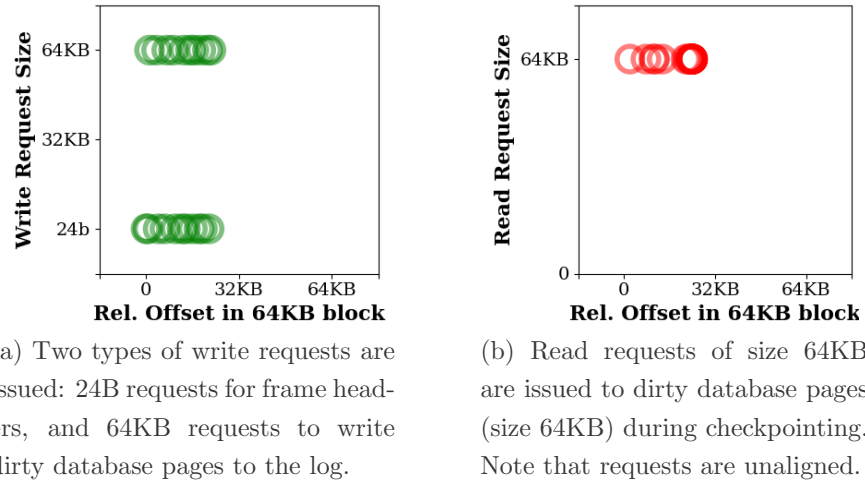 64KB
32KB
24b
Write Request Size
0
32KB
64KB
Rel. Offset in 64KB block
64KB
0
Read Request Size
0
32KB
64KB
Rel. Offset in 64KB block
a) Two types of write requests are
ssued: 24B requests for frame head-
ers, and 64KB requests to write
dirty database pages to the log.
(b) Read requests of size 64KB
are issued to dirty database pages
(size 64KB) during checkpointing.
Note that requests are unaligned.